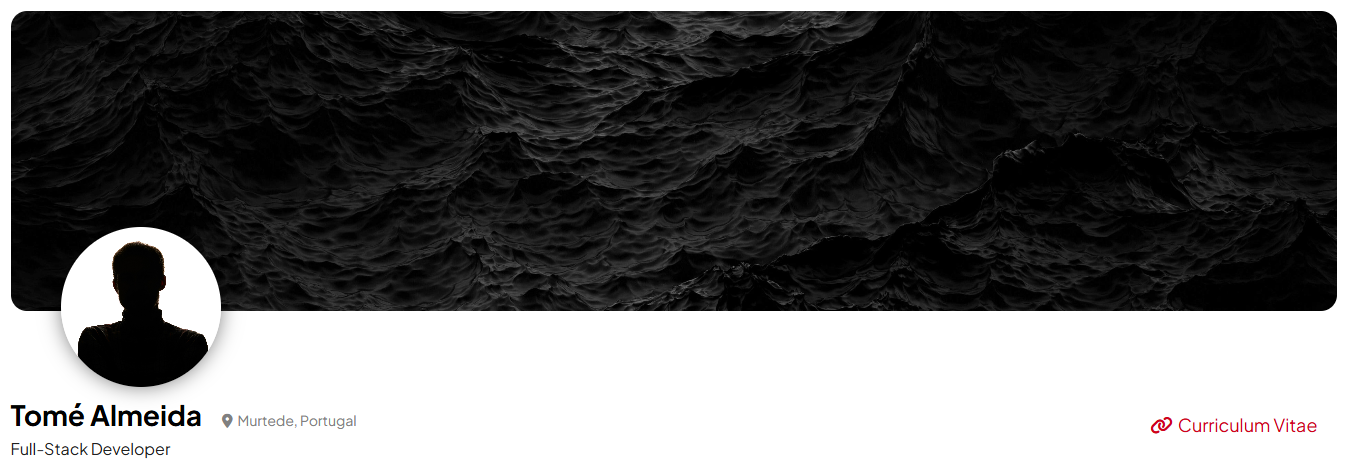 Tomé Almeida
Murtede, Portugal
Curriculum Vitae
Full-Stack Developer